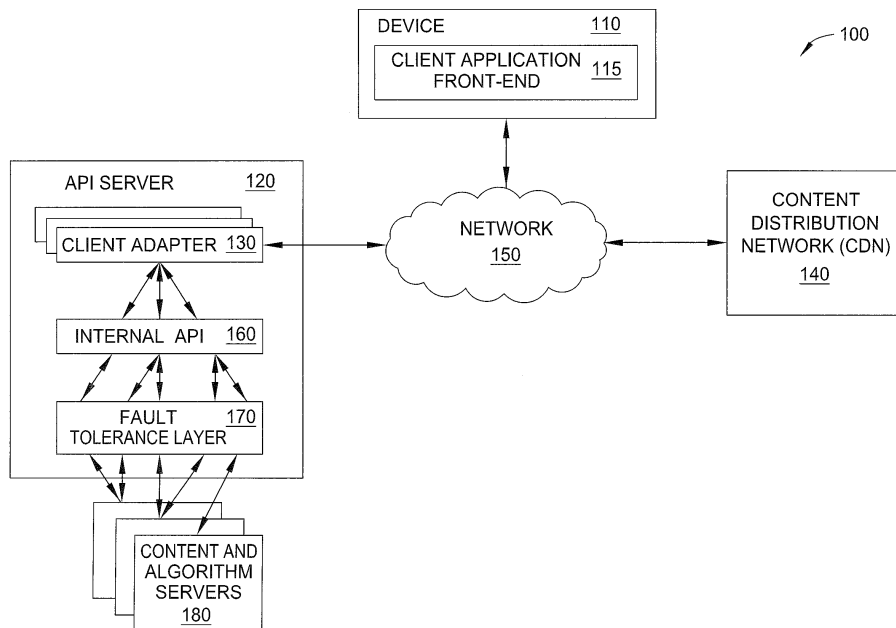 DEVICE 110
CLIENT APPLICATION
FRONT-END 115
100
API SERVER 120
CLIENT ADAPTER 130
NETWORK
150
CONTENT
DISTRIBUTION
NETWORK (CDN)
140
INTERNAL API 160
FAULT 170
TOLERANCE LAYER
CONTENT AND
ALGORITHM
SERVERS
180